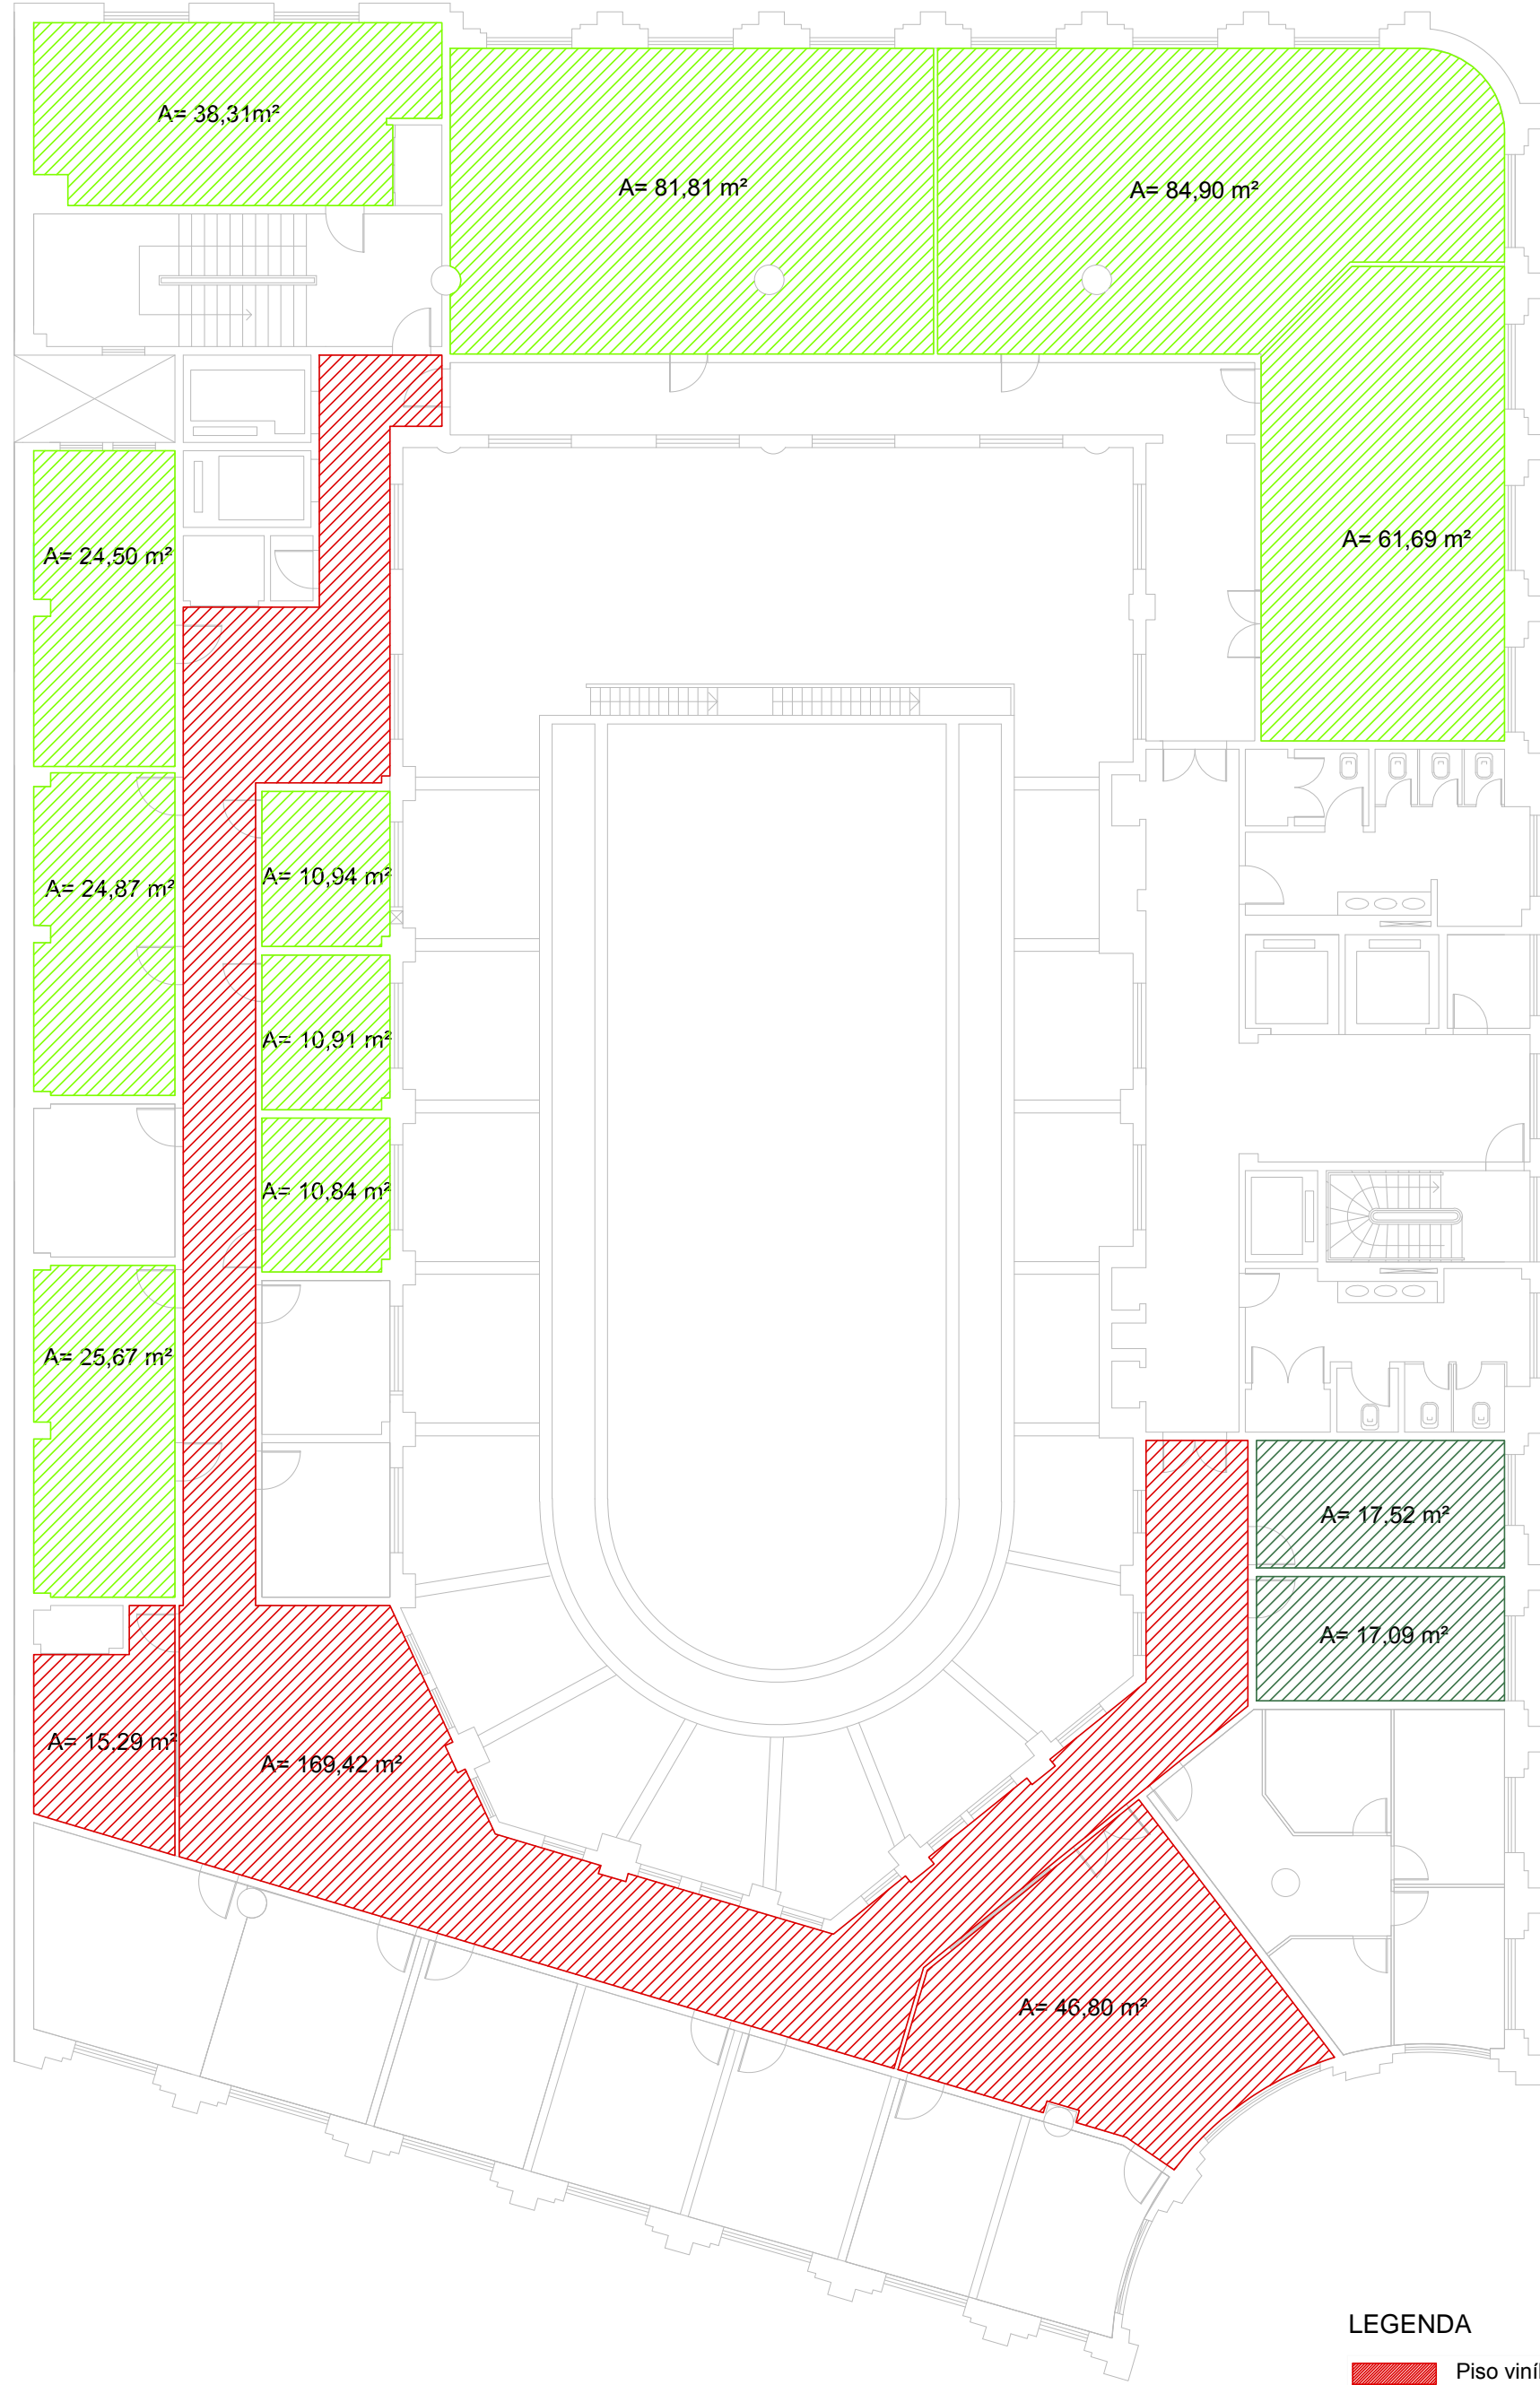 A= 38,31m²
A= 81,81 m²
A= 84,90 m²
A= 24,50 m²
A= 61,69 m²
A= 24,87 m²
A= 10,94 m²
A= 10,91 m²
A= 10,84 m²
A= 25,67 m²
A= 17,52 m²
A= 17,09 m²
A= 15,29 m²
A= 169,42 m²
A= 46,80 m²
LEGENDA
Piso